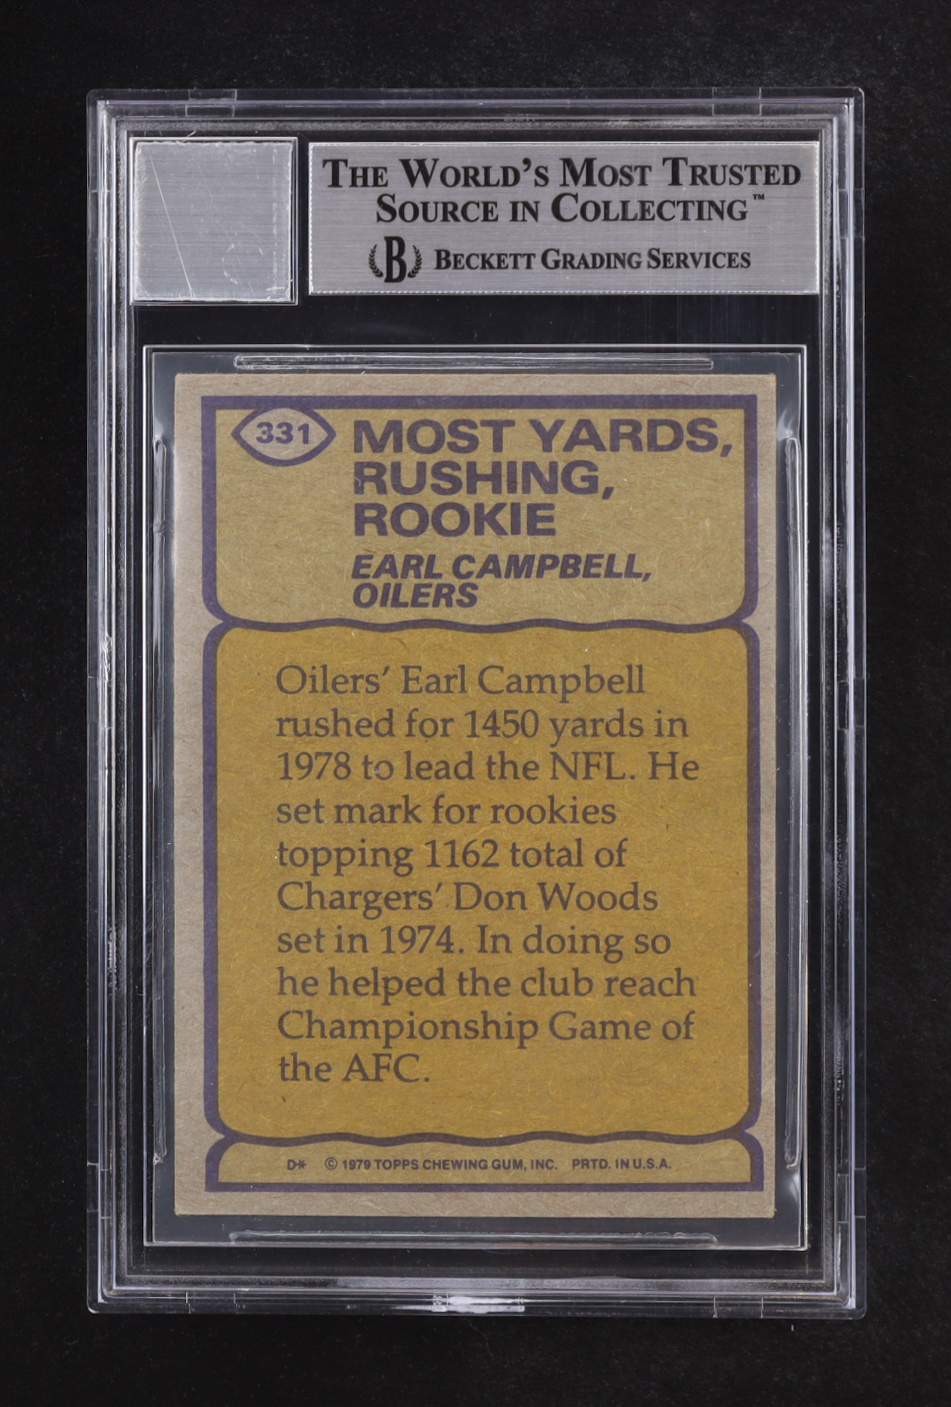 THE WORLD'S MOST TRUSTED
SOURCE IN COLLECTING™
B BECKETT GRADING SERVICES
331
MOST YARDS,
RUSHING,
ROOKIE
EARL CAMPBELL,
OILERS
Oilers' Earl Campbell
rushed for 1450 yards in
1978 to lead the NFL. He
set mark for rookies
topping 1162 total of
Chargers' Don Woods
set in 1974. In doing so
he helped the club reach
Championship Game of
the AFC.
D* © 1979 TOPPS CHEWING GUM, INC. PRTD. IN U.S.A.